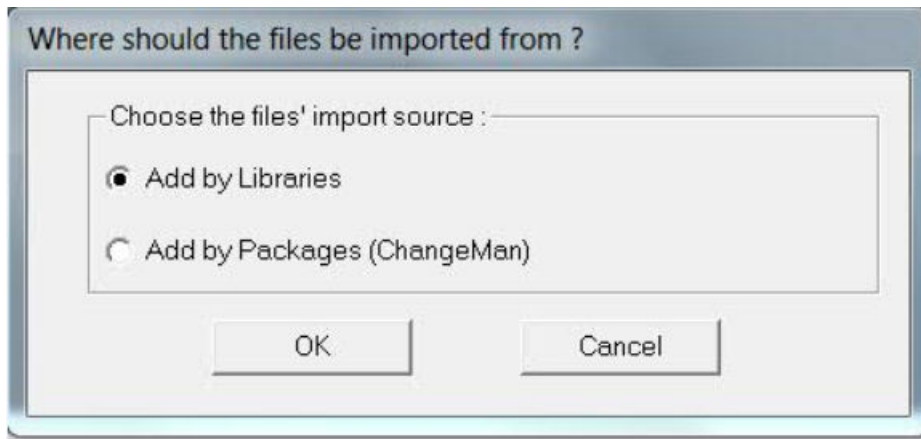 Where should the files be imported from ?
Choose the files' import source :
Add by Libraries
Add by Packages (ChangeMan)
OK
Cancel